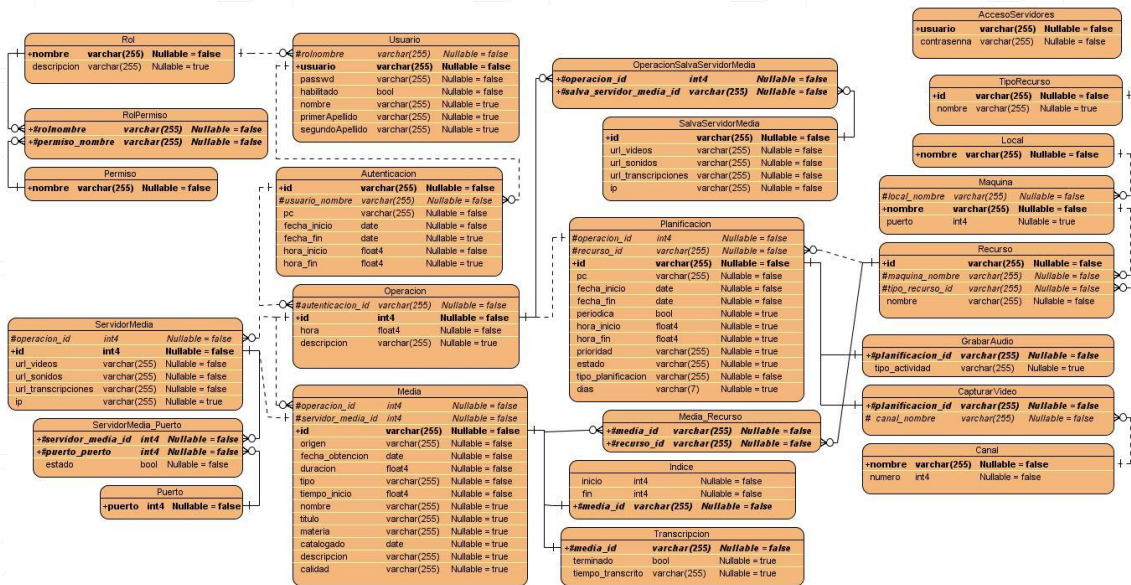 Rol
+nombre varchar(255) Nullable = false
descripcion varchar(255) Nullable = true
RolPermiso
+#rolnombre varchar(255) Nullable = false
+#permiso_nombre varchar(255) Nullable = false
Permiso
+nombre varchar(255) Nullable = false
Usuario
#rolnombre varchar(255) Nullable = false
+usuario varchar(255) Nullable = false
passwd varchar(255) Nullable = false
habilitado bool Nullable = false
nombre varchar(255) Nullable = true
primerApellido varchar(255) Nullable = true
segundoApellido varchar(255) Nullable = true
Autenticacion
+id varchar(255) Nullable = false
#usuario_nombre varchar(255) Nullable = false
pc varchar(255) Nullable = false
fecha_inicio date Nullable = false
fecha_fin date Nullable = true
hora_inicio float4 Nullable = false
hora_fin float4 Nullable = true
Operacion
#autenticacion_id varchar(255) Nullable = false
+id int4 Nullable = false
hora float4 Nullable = false
descripcion varchar(255) Nullable = true
ServidorMedia
#operacion_id int4 Nullable = false
+id int4 Nullable = false
url_videos varchar(255) Nullable = false
url_sonidos varchar(255) Nullable = false
url_transcripciones varchar(255) Nullable = false
ip varchar(255) Nullable = true
ServidorMedia_Puerto
+#servidor_media_id int4 Nullable = false
+#puerto_puerto int4 Nullable = false
estado bool Nullable = false
Puerto
+puerto int4 Nullable = false
Media
#operacion_id int4 Nullable = false
#servidor_media_id int4 Nullable = false
+id varchar(255) Nullable = false
origen varchar(255) Nullable = false
fecha_obtencion date Nullable = false
duracion float4 Nullable = false
tipo varchar(255) Nullable = false
tiempo_inicio float4 Nullable = false
nombre varchar(255) Nullable = true
titulo varchar(255) Nullable = true
materia varchar(255) Nullable = true
catalogado date Nullable = true
descripcion varchar(255) Nullable = true
calidad varchar(255) Nullable = true
OperacionSalvaServidorMedia
+#operacion_id int4 Nullable = false
+#salva_servidor_media_id varchar(255) Nullable = false
SalvaServidorMedia
+id varchar(255) Nullable = false
url_videos varchar(255) Nullable = false
url_sonidos varchar(255) Nullable = false
url_transcripciones varchar(255) Nullable = false
ip varchar(255) Nullable = false
Planificacion
#operacion_id int4 Nullable = false
#recurso_id varchar(255) Nullable = false
+id varchar(255) Nullable = false
pc varchar(255) Nullable = false
fecha_inicio date Nullable = false
fecha_fin date Nullable = false
periodica bool Nullable = true
hora_inicio float4 Nullable = true
hora_fin float4 Nullable = true
prioridad varchar(255) Nullable = true
estado varchar(255) Nullable = true
tipo_planificacion varchar(255) Nullable = false
dias varchar(7) Nullable = true
Media_Recurso
+#media_id varchar(255) Nullable = false
+#recurso_id varchar(255) Nullable = false
Indice
inicio int4 Nullable = false
fin int4 Nullable = false
+#media_id varchar(255) Nullable = false
Transcripcion
+#media_id varchar(255) Nullable = false
terminado bool Nullable = true
tiempo_transcrito varchar(255) Nullable = true
AccesoServidores
+usuario varchar(255) Nullable = false
contrasenna varchar(255) Nullable = false
TipoRecurso
+id varchar(255) Nullable = false
nombre varchar(255) Nullable = true
Local
+nombre varchar(255) Nullable = false
Maquina
#local_nombre varchar(255) Nullable = false
+nombre varchar(255) Nullable = false
puerto int4 Nullable = true
Recurso
+id varchar(255) Nullable = false
#maquina_nombre varchar(255) Nullable = false
#tipo_recurso_id varchar(255) Nullable = false
nombre varchar(255) Nullable = true
GrabarAudio
+#planificacion_id varchar(255) Nullable = false
tipo_actividad varchar(255) Nullable = true
CapturarVideo
+#planificacion_id varchar(255) Nullable = false
# canal_nombre varchar(255) Nullable = false
Canal
+nombre varchar(255) Nullable = false
numero int4 Nullable = false